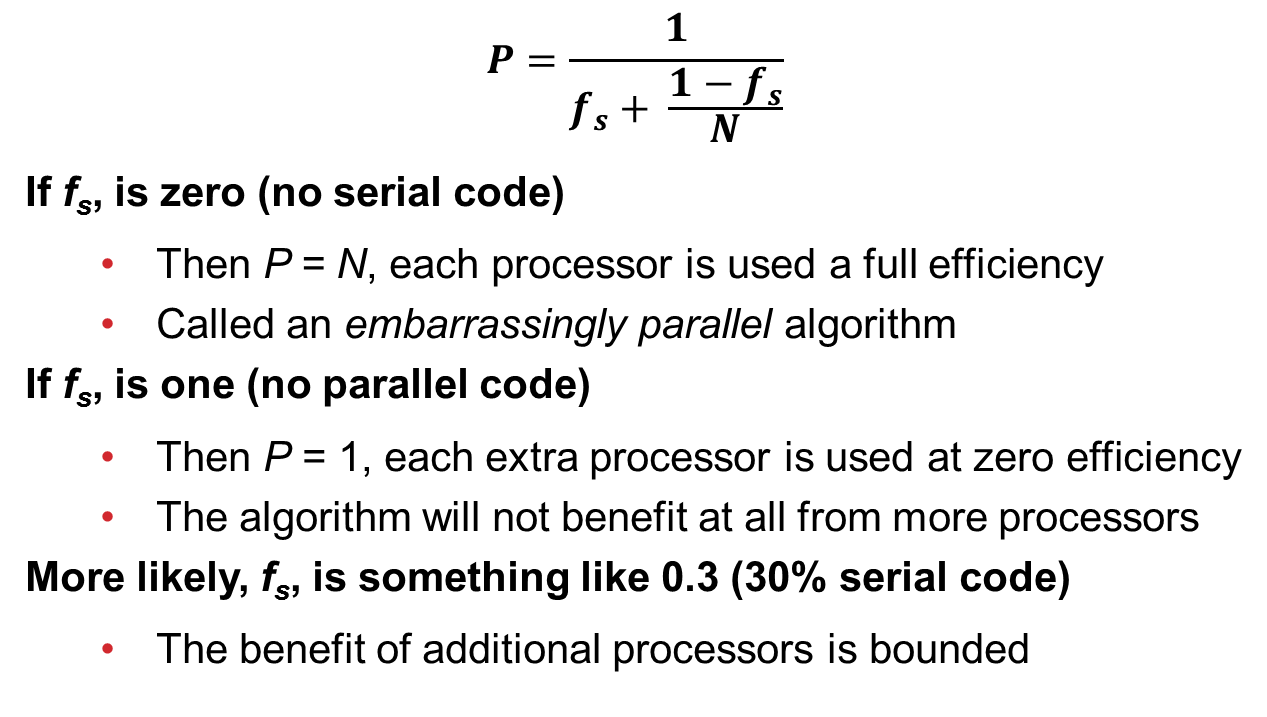 P = 1 / (f_s + (1 − f_s) / N)
If f_s, is zero (no serial code)
• Then P = N, each processor is used a full efficiency
• Called an embarrassingly parallel algorithm
If f_s, is one (no parallel code)
• Then P = 1, each extra processor is used at zero efficiency
• The algorithm will not benefit at all from more processors
More likely, f_s, is something like 0.3 (30% serial code)
• The benefit of additional processors is bounded